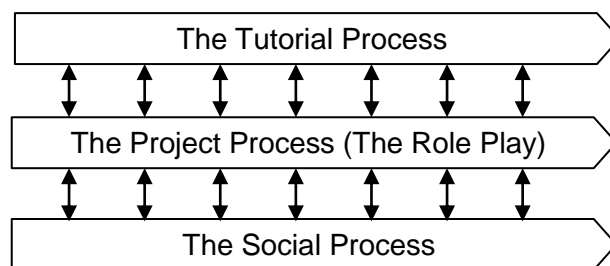 The Tutorial Process
The Project Process (The Role Play)
The Social Process